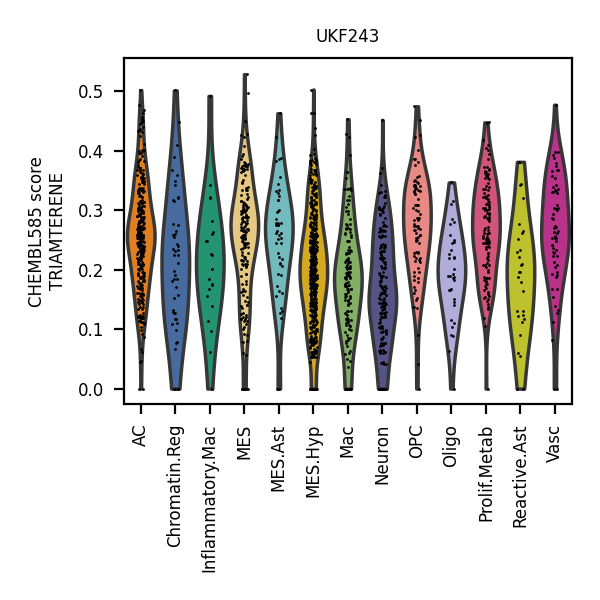 UKF243
CHEMBL585 score
TRIAMTERENE
0.5
0.4
0.3
0.2
0.1
0.0
AC
Chromatin.Reg
Inflammatory.Mac
MES
MES.Ast
MES.Hyp
Mac
Neuron
OPC
Oligo
Prolif.Metab
Reactive.Ast
Vasc